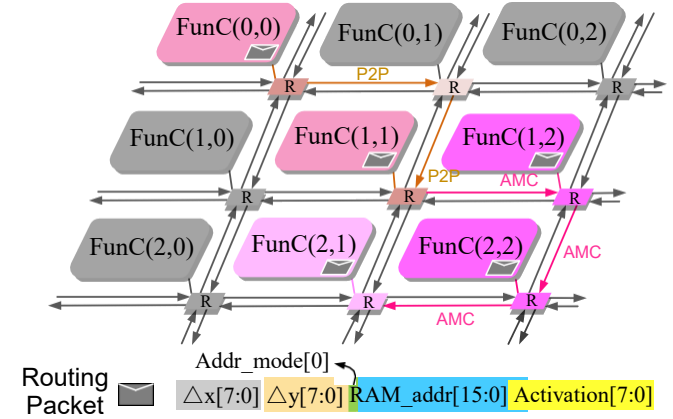 FunC(0,0)
FunC(0,1)
FunC(0,2)
P2P
R
R
R
FunC(1,0)
FunC(1,1)
FunC(1,2)
P2P
AMC
R
R
R
FunC(2,0)
FunC(2,1)
FunC(2,2)
AMC
R
R
R
AMC
Addr_mode[0]
Routing
Packet
△x[7:0] △y[7:0] RAM_addr[15:0] Activation[7:0]